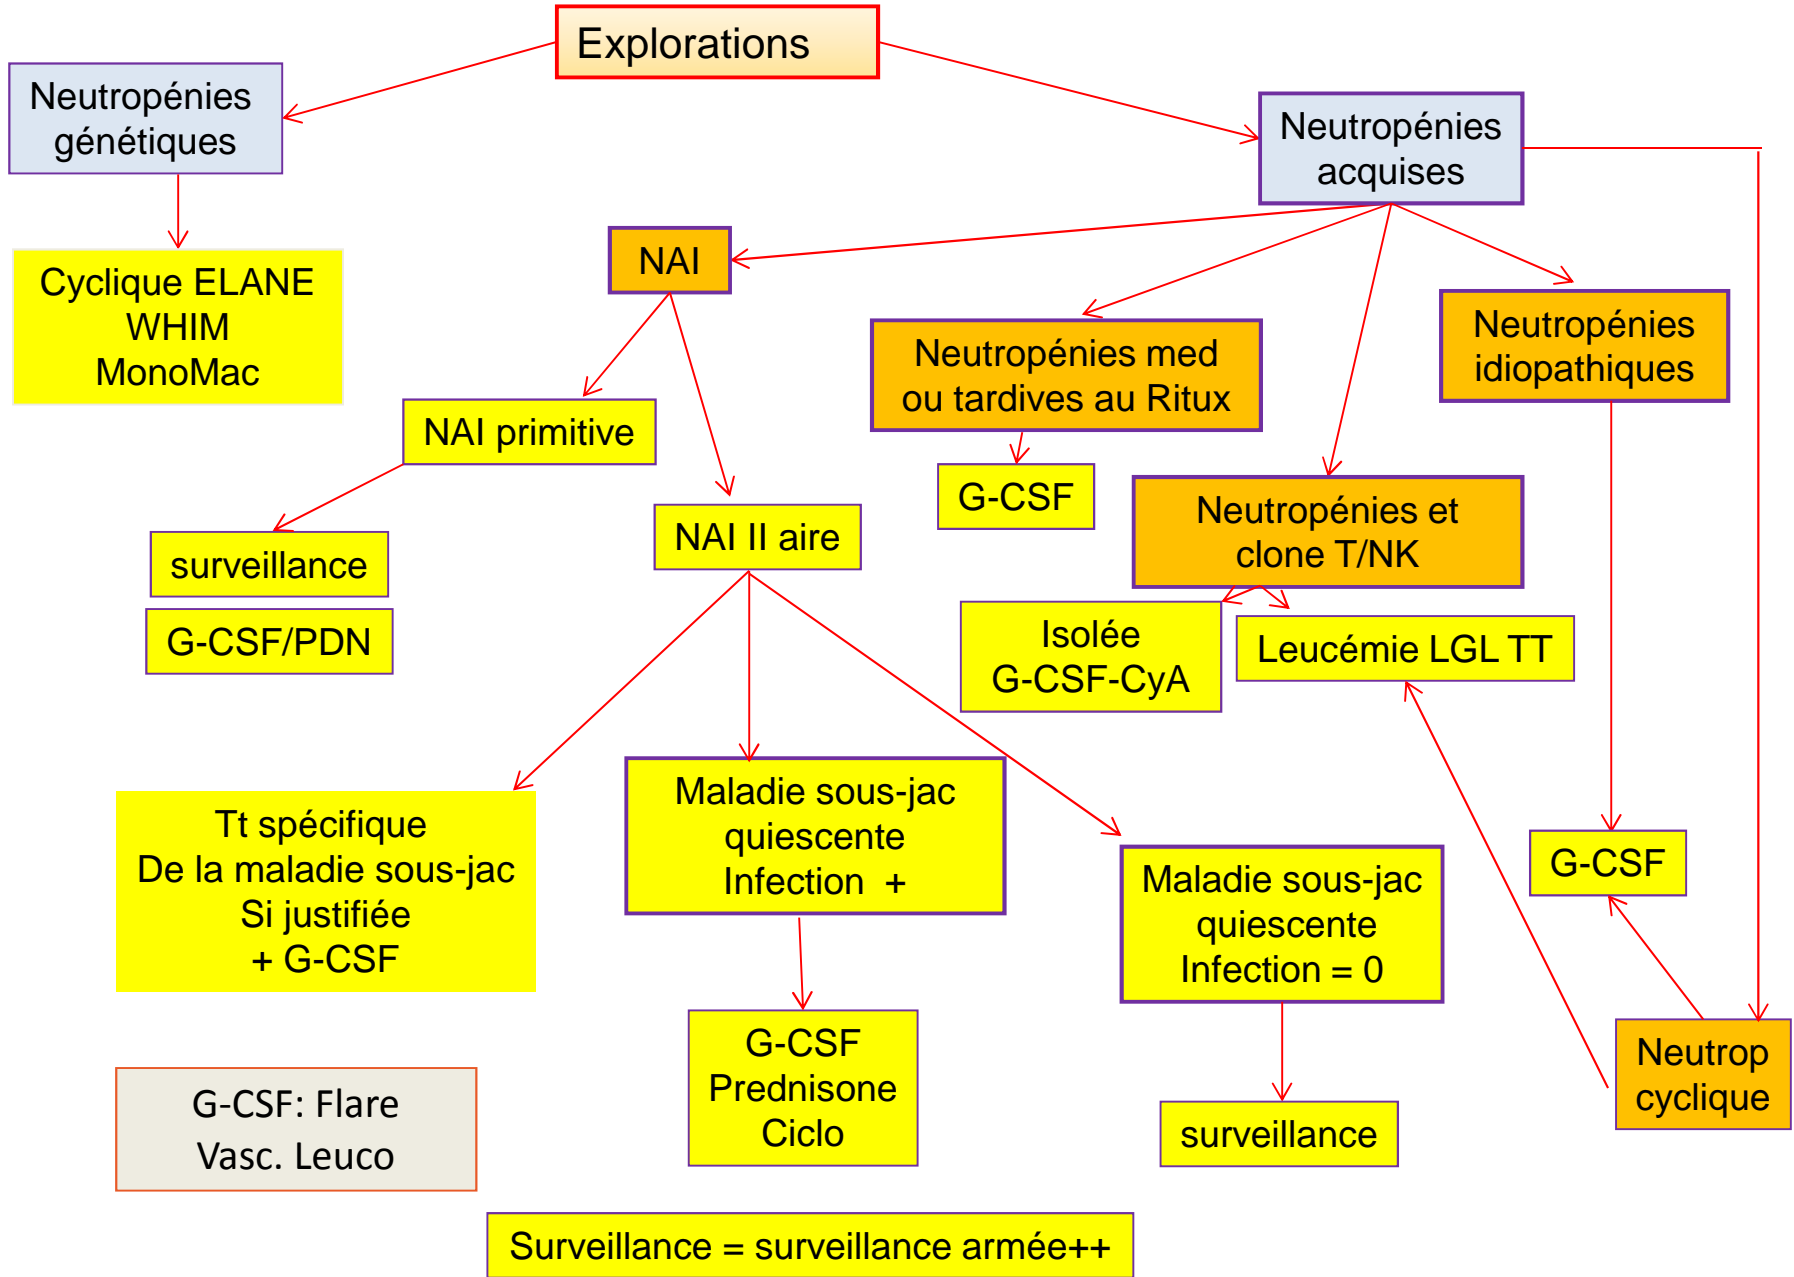 Explorations
Neutropénies
génétiques
Neutropénies
acquises
Cyclique ELANE
WHIM
MonoMac
NAI
Neutropénies med
ou tardives au Ritux
Neutropénies
idiopathiques
NAI primitive
G-CSF
Neutropénies et
clone T/NK
surveillance
NAI II aire
G-CSF/PDN
Isolée
G-CSF-CyA
Leucémie LGL TT
Tt spécifique
De la maladie sous-jac
Si justifiée
+ G-CSF
Maladie sous-jac
quiescente
Infection +
Maladie sous-jac
quiescente
Infection = 0
G-CSF
G-CSF
Prednisone
Ciclo
surveillance
Neutrop
cyclique
G-CSF: Flare
Vasc. Leuco
Surveillance = surveillance armée++